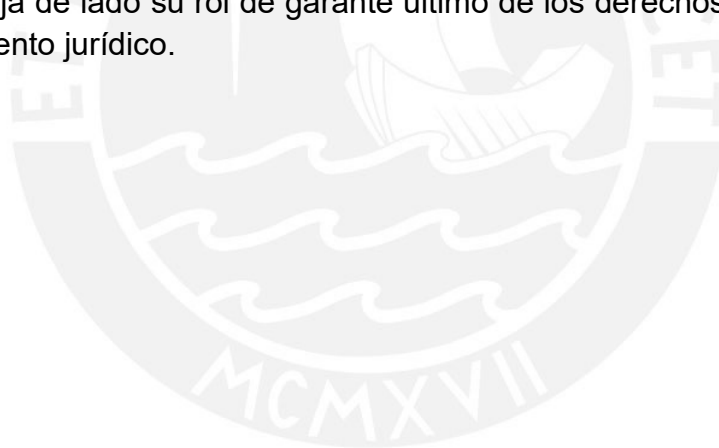 ja de lado su rol de garante último de los derechos
ento jurídico.
MCMXVII